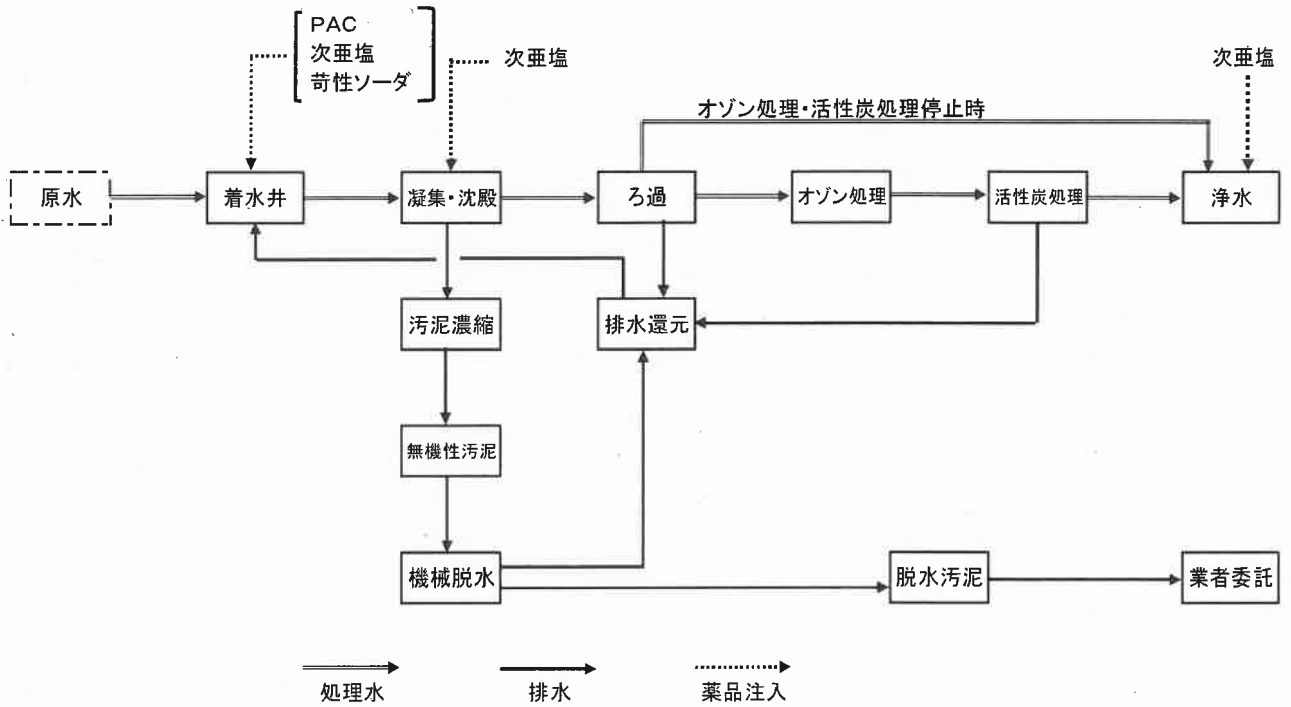 PAC
次亜塩
苛性ソーダ
次亜塩
次亜塩
オゾン処理・活性炭処理停止時
原水
着水井
凝集・沈殿
ろ過
オゾン処理
活性炭処理
浄水
汚泥濃縮
排水還元
無機性汚泥
機械脱水
脱水汚泥
業者委託
処理水
排水
薬品注入